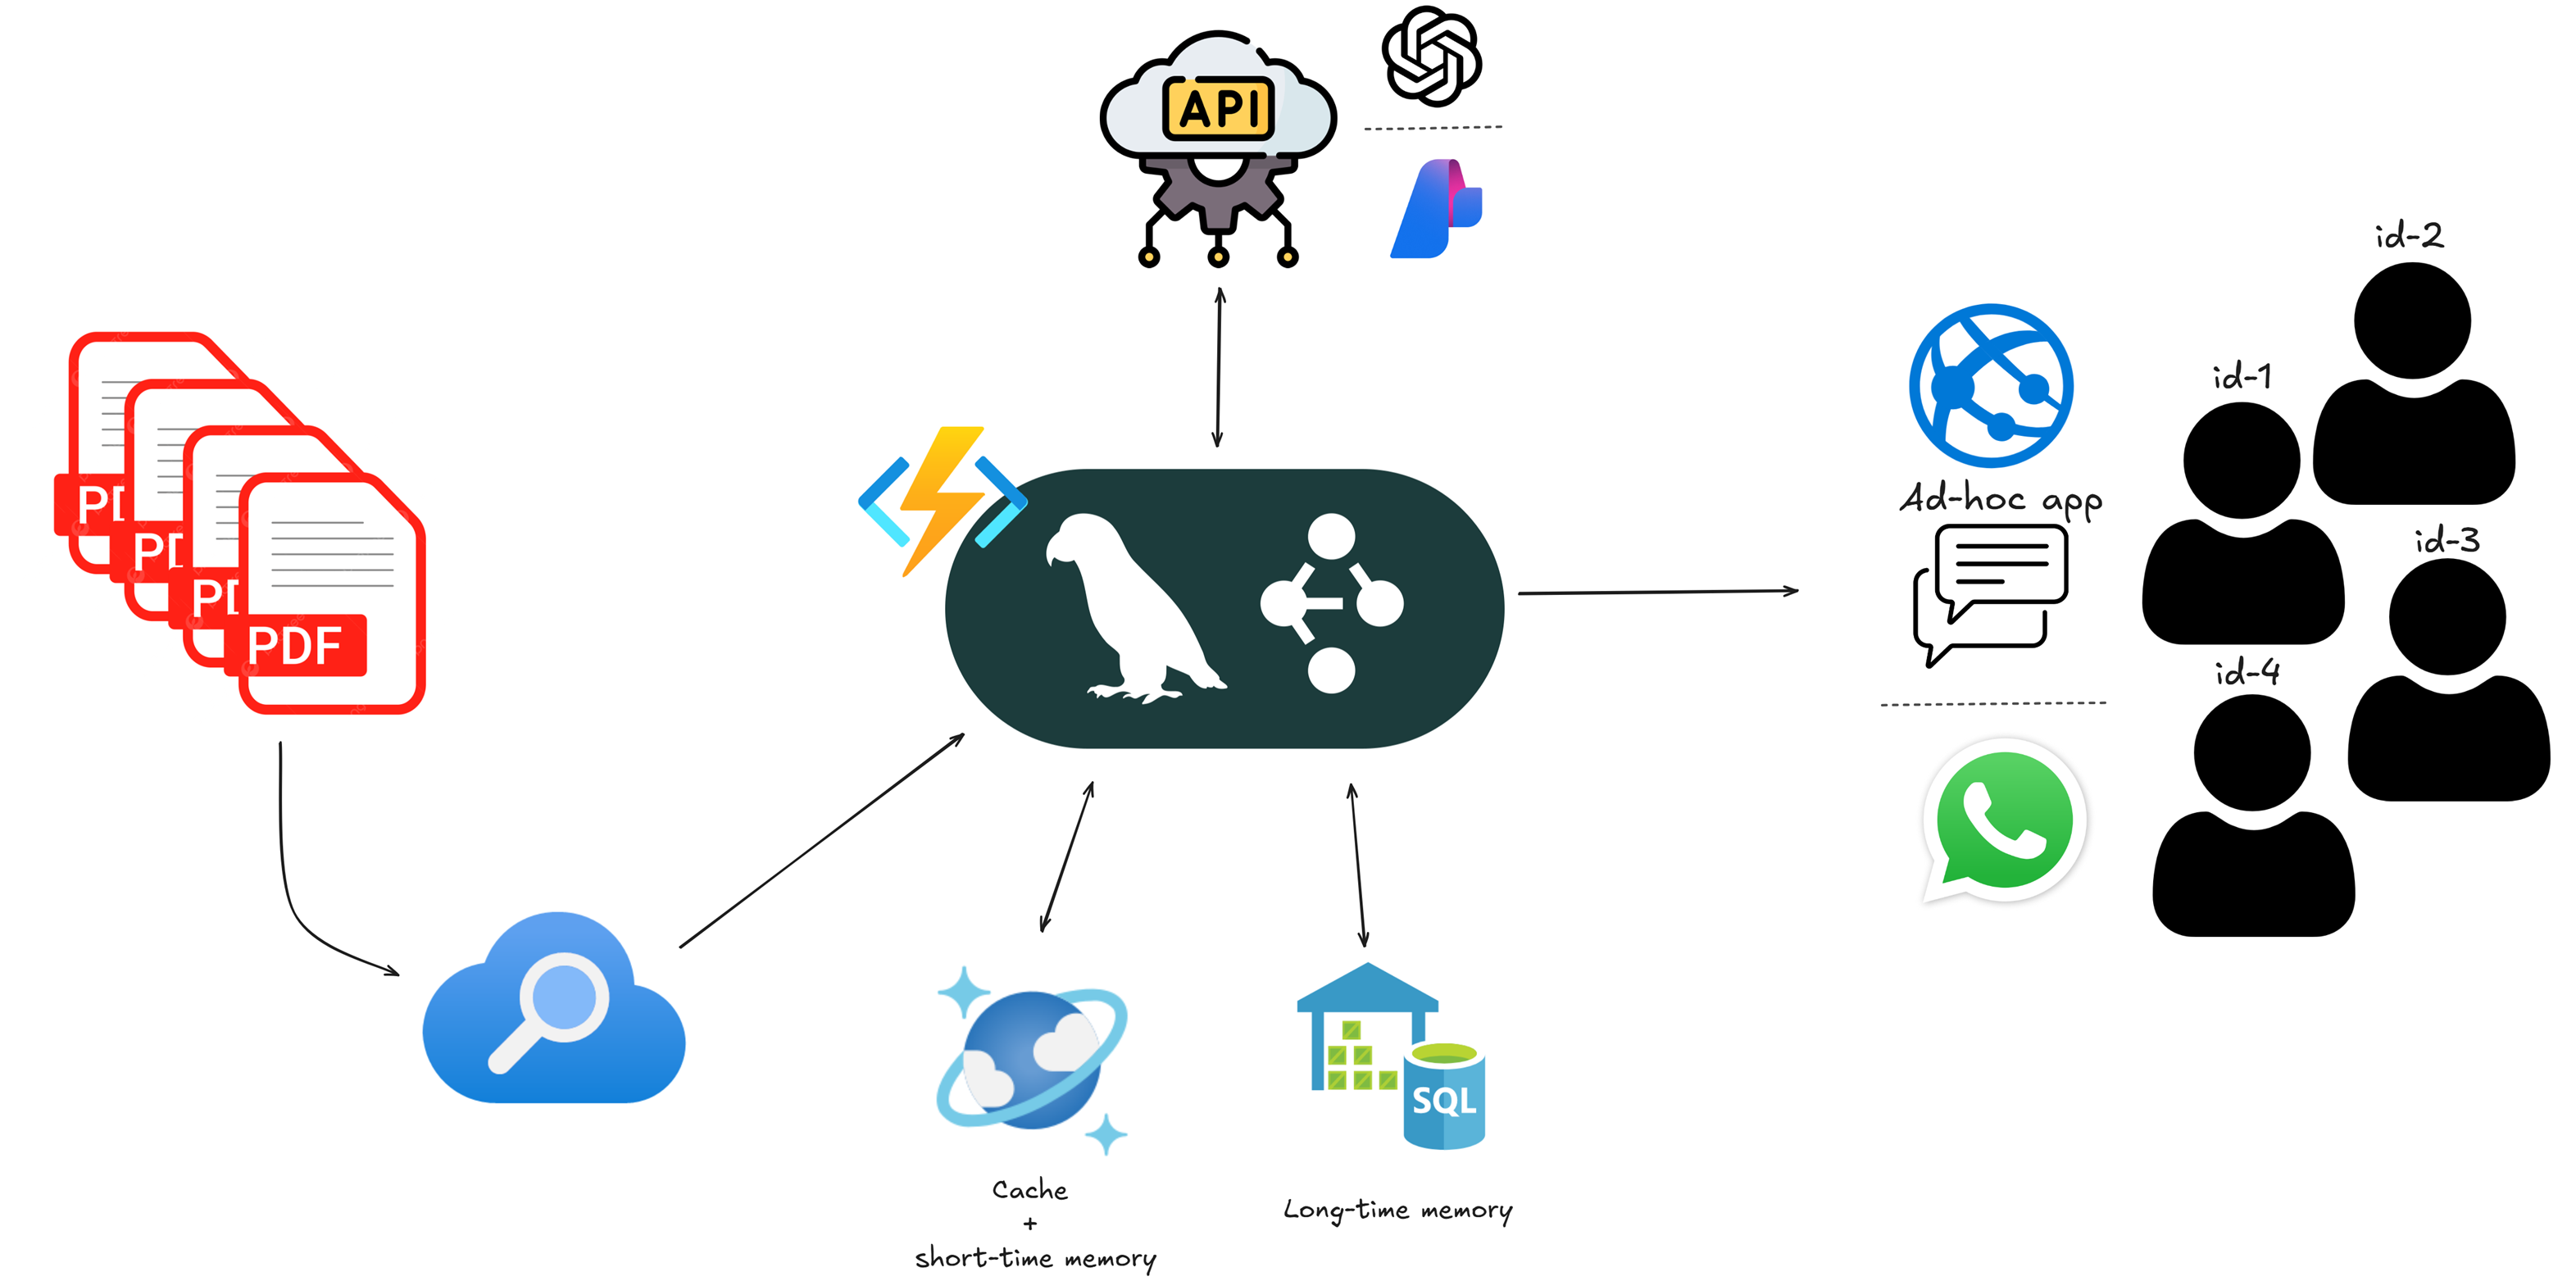 API
id-2
id-1
PD
PD
PD
PDF
Ad-hoc app
id-3
id-4
SQL
Cache
+
short-time memory
Long-time memory